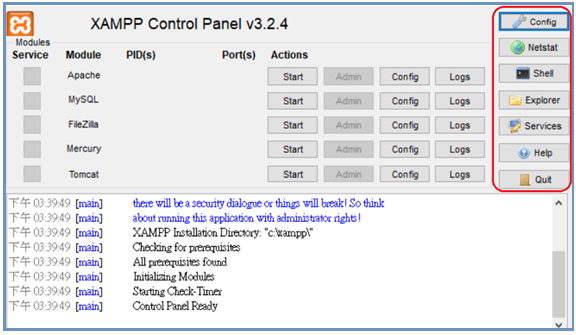 XAMPP Control Panel v3.2.4
Config
Modules
Service Module PID(s) Port(s) Actions
Netstat
Apache Start Admin Config Logs
Shell
MySQL Start Admin Config Logs
Explorer
FileZilla Start Admin Config Logs
Services
Mercury Start Admin Config Logs
Help
Tomcat Start Admin Config Logs
Quit
下午 03:39:49 [main] there will be a security dialogue or things will break! So think
下午 03:39:49 [main] about running this application with administrator rights!
下午 03:39:49 [main] XAMPP Installation Directory: "c:\xampp\"
下午 03:39:49 [main] Checking for prerequisites
下午 03:39:49 [main] All prerequisites found
下午 03:39:49 [main] Initializing Modules
下午 03:39:49 [main] Starting Check-Timer
下午 03:39:49 [main] Control Panel Ready